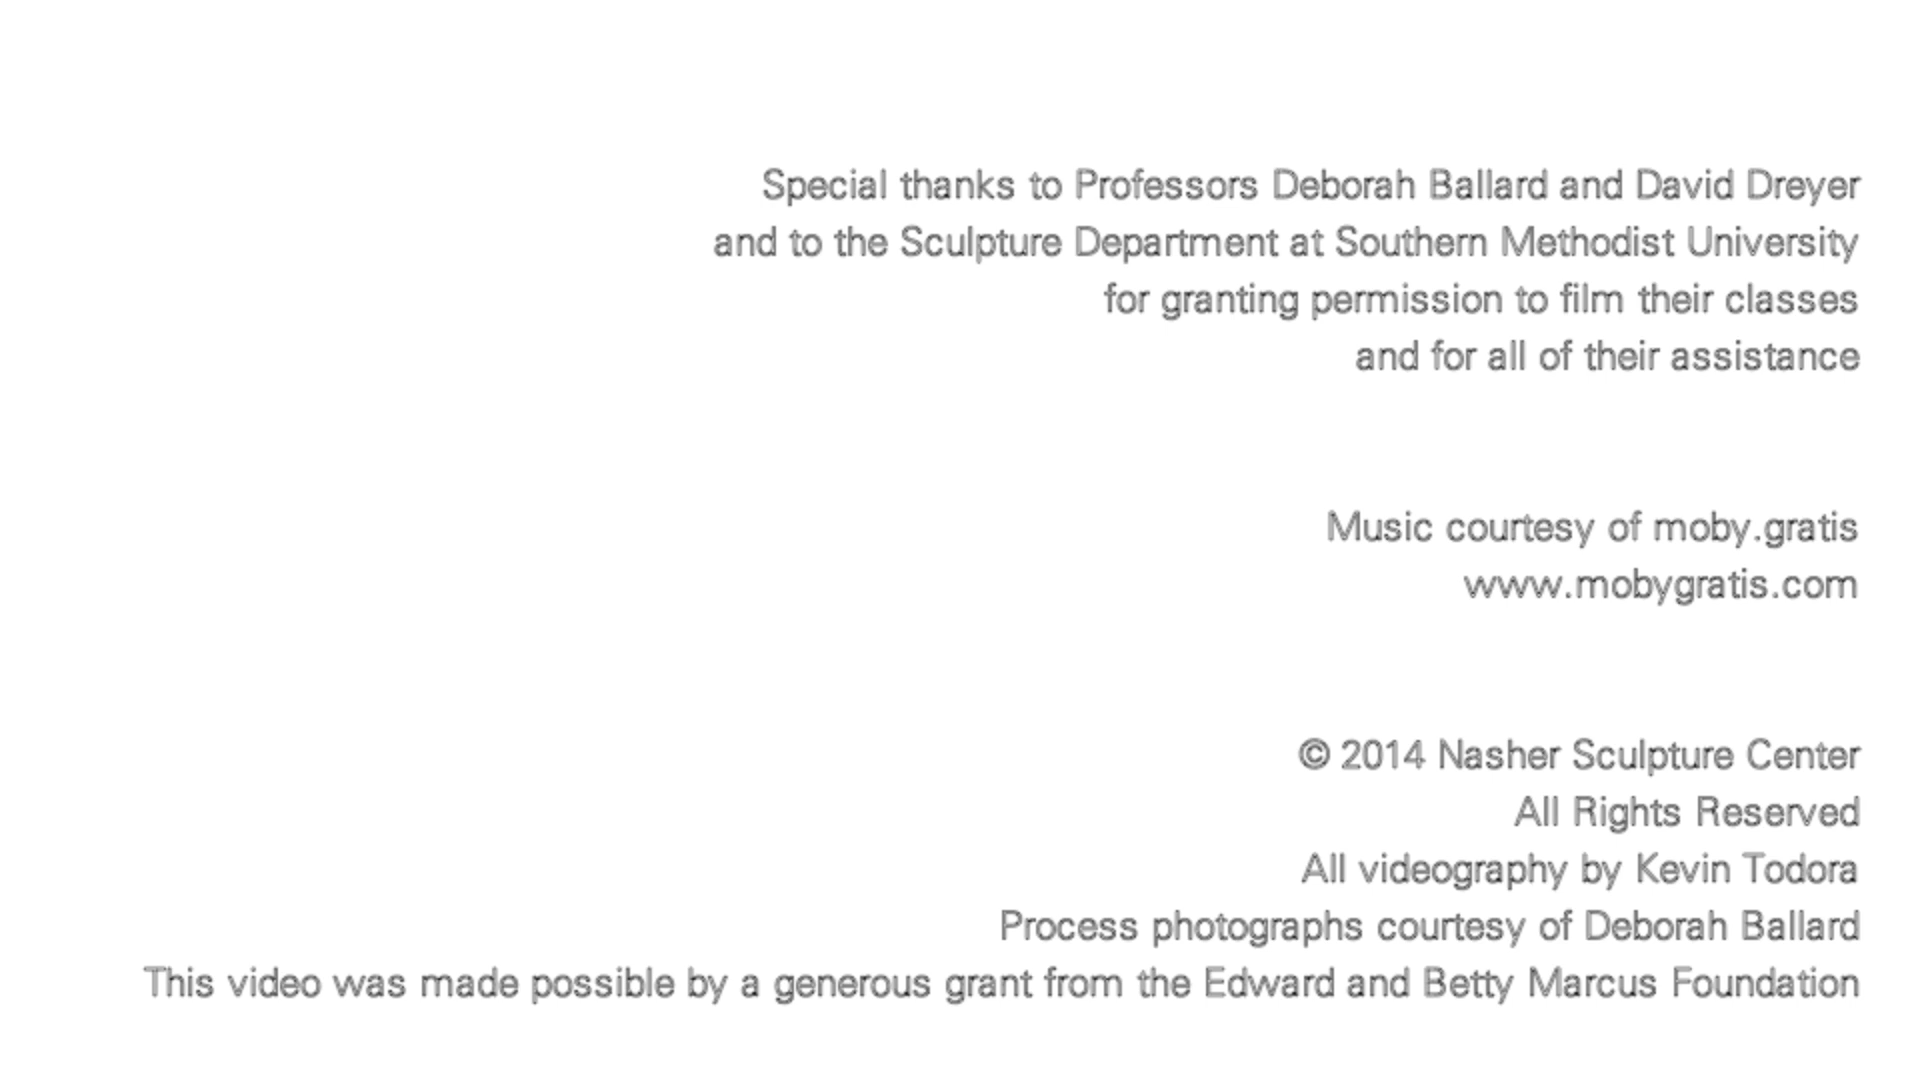 Special thanks to Professors Deborah Ballard and David Dreyer
and to the Sculpture Department at Southern Methodist University
for granting permission to film their classes
and for all of their assistance
Music courtesy of moby.gratis
www.mobygratis.com
© 2014 Nasher Sculpture Center
All Rights Reserved
All videography by Kevin Todora
Process photographs courtesy of Deborah Ballard
This video was made possible by a generous grant from the Edward and Betty Marcus Foundation